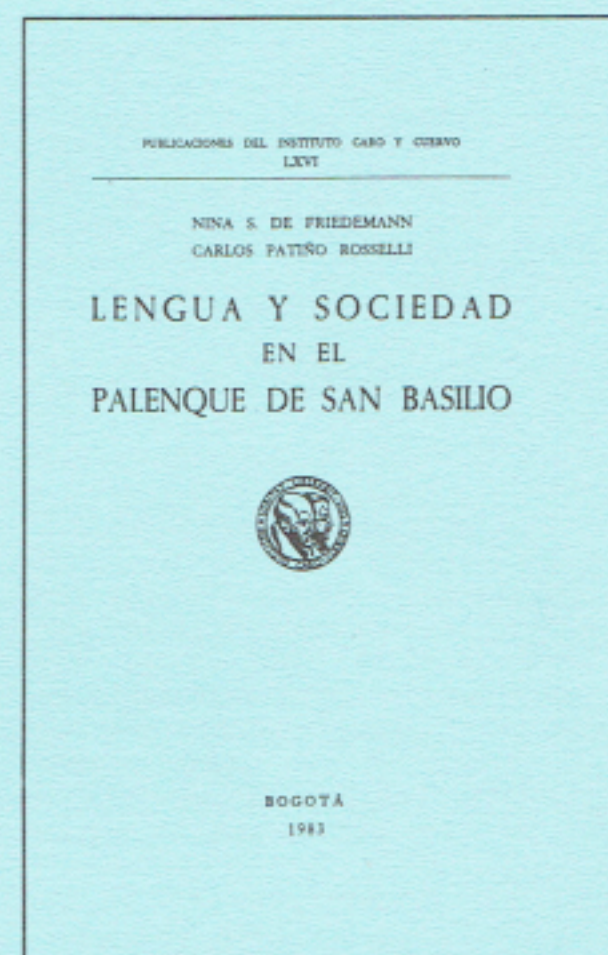 PUBLICACIONES DEL INSTITUTO CARO Y CUERVO
LXVI
NINA S. DE FRIEDEMANN
CARLOS PATIÑO ROSSELLI
LENGUA Y SOCIEDAD
EN EL
PALENQUE DE SAN BASILIO
BOGOTÁ
1983